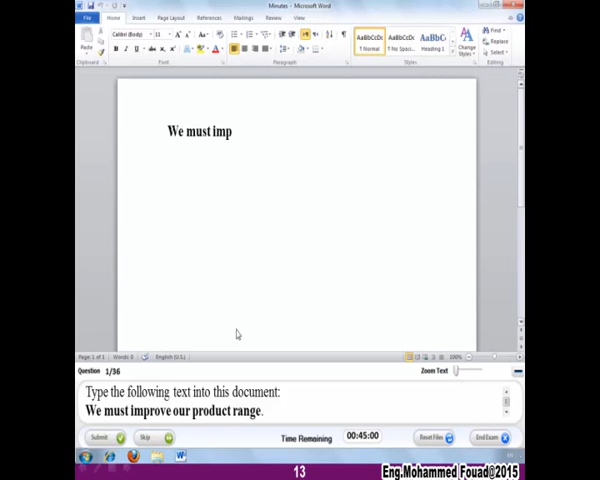 Minutes - Microsoft Word
File Home Insert Page Layout References Mailings Review View
Calibri (Body) 11
AaBbCcDc AaBbCcDc AaBbC
Find
Replace
Select
Paste
¶ Normal ¶ No Spaci... Heading 1 Change Styles
Clipboard Font Paragraph Styles Editing
We must imp
Page: 1 of 1 Words: 0 English (U.S.) 100%
Question 1/36 Zoom Text
Type the following text into this document:
We must improve our product range.
Submit Skip Time Remaining 00:45:00 Reset Files End Exam
EN
13 Eng.Mohammed Fouad@2015